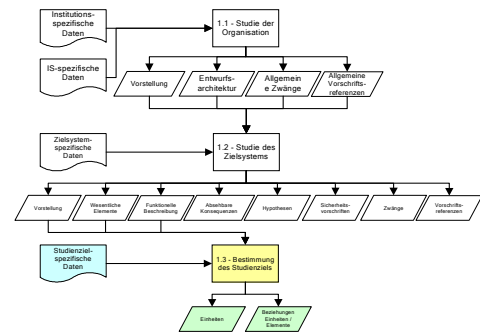 Institutions-
spezifische
Daten
1.1 - Studie der
Organisation
IS-spezifische
Daten
Vorstellung
Entwurfs-
architektur
Allgemein
e Zwänge
Allgemeine
Vorschrifts-
referenzen
Zielsystem-
spezifische
Daten
1.2 - Studie des
Zielsystems
Vorstellung
Wesentliche
Elemente
Funktionelle
Beschreibung
Absehbare
Konsequenzen
Hypothesen
Sicherheits-
vorschriften
Zwänge
Vorschrifts-
referenzen
Studienziel-
spezifische
Daten
1.3 - Bestimmung
des Studienziels
Einheiten
Beziehungen
Einheiten /
Elemente